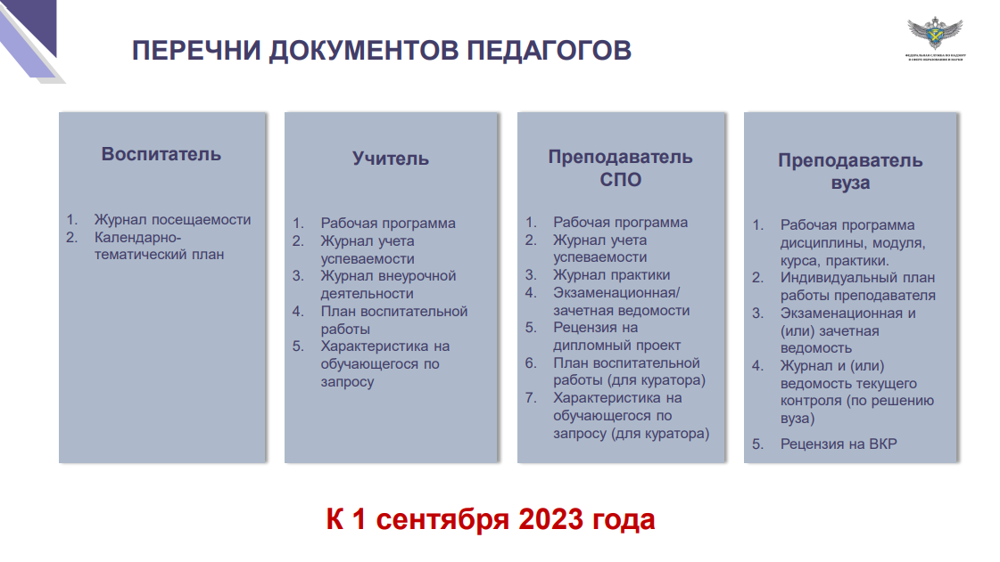 ПЕРЕЧНИ ДОКУМЕНТОВ ПЕДАГОГОВ
ФЕДЕРАЛЬНАЯ СЛУЖБА ПО НАДЗОРУ
В СФЕРЕ ОБРАЗОВАНИЯ И НАУКИ
Воспитатель
1. Журнал посещаемости
2. Календарно-
тематический план
Учитель
1. Рабочая программа
2. Журнал учета
успеваемости
3. Журнал внеурочной
деятельности
4. План воспитательной
работы
5. Характеристика на
обучающегося по
запросу
Преподаватель
СПО
1. Рабочая программа
2. Журнал учета
успеваемости
3. Журнал практики
4. Экзаменационная/
зачетная ведомости
5. Рецензия на
дипломный проект
6. План воспитательной
работы (для куратора)
7. Характеристика на
обучающегося по
запросу (для куратора)
Преподаватель
вуза
1. Рабочая программа
дисциплины, модуля,
курса, практики.
2. Индивидуальный план
работы преподавателя
3. Экзаменационная и
(или) зачетная
ведомость
4. Журнал и (или)
ведомость текущего
контроля (по решению
вуза)
5. Рецензия на ВКР
К 1 сентября 2023 года